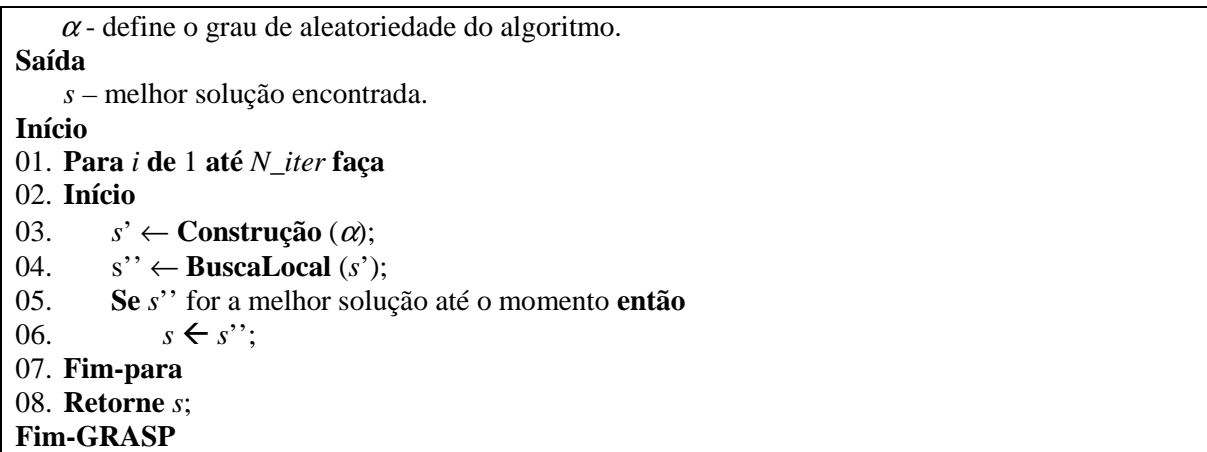 α - define o grau de aleatoriedade do algoritmo.
Saída
s – melhor solução encontrada.
Início
01. Para i de 1 até N_iter faça
02. Início
03. s’ ← Construção (α);
04. s’’ ← BuscaLocal (s’);
05. Se s’’ for a melhor solução até o momento então
06. s ← s’’;
07. Fim-para
08. Retorne s;
Fim-GRASP